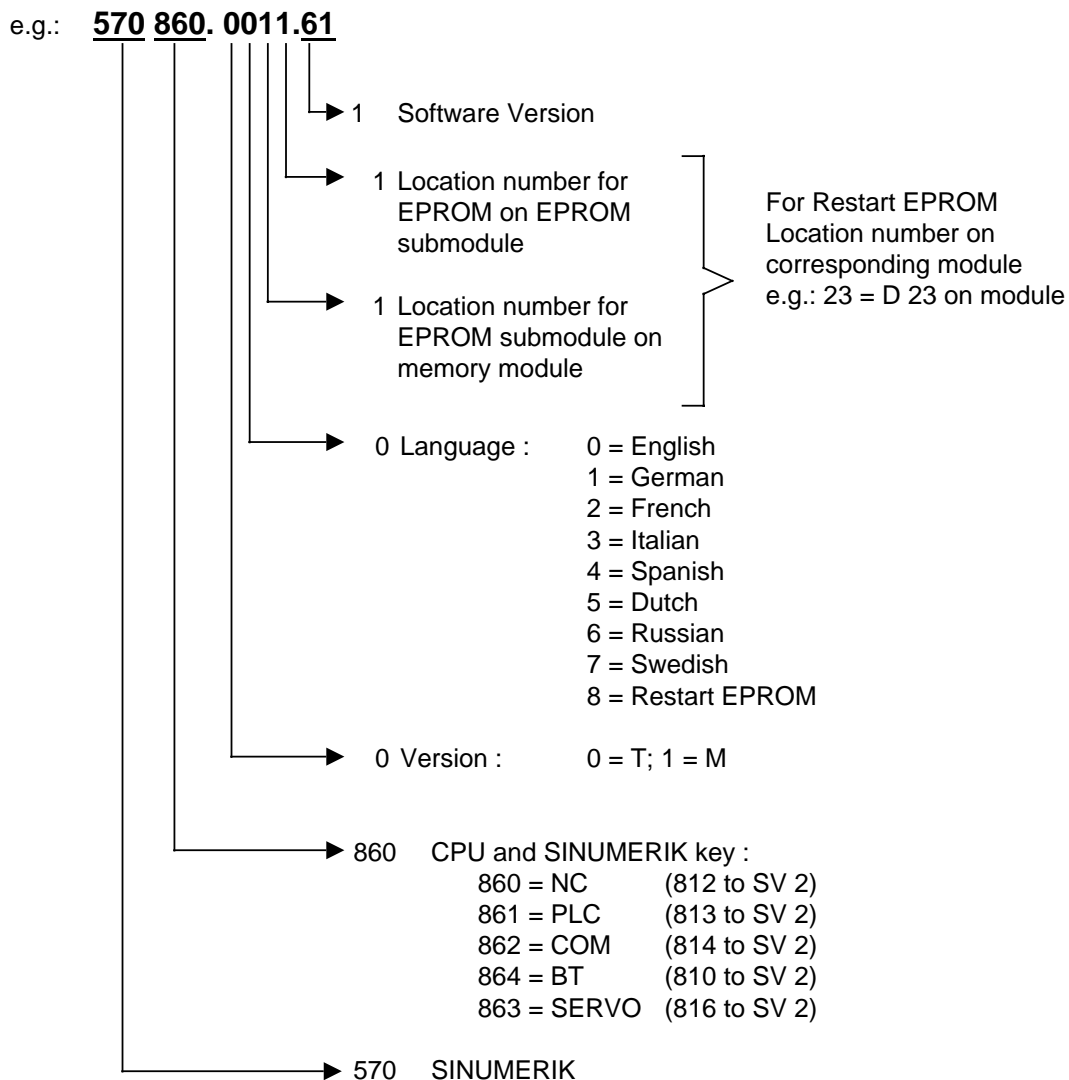 e.g.: 570 860. 0011.61
1 Software Version
1 Location number for
EPROM on EPROM
submodule
1 Location number for
EPROM submodule on
memory module
For Restart EPROM
Location number on
corresponding module
e.g.: 23 = D 23 on module
0 Language : 0 = English
1 = German
2 = French
3 = Italian
4 = Spanish
5 = Dutch
6 = Russian
7 = Swedish
8 = Restart EPROM
0 Version : 0 = T; 1 = M
860 CPU and SINUMERIK key :
860 = NC (812 to SV 2)
861 = PLC (813 to SV 2)
862 = COM (814 to SV 2)
864 = BT (810 to SV 2)
863 = SERVO (816 to SV 2)
570 SINUMERIK